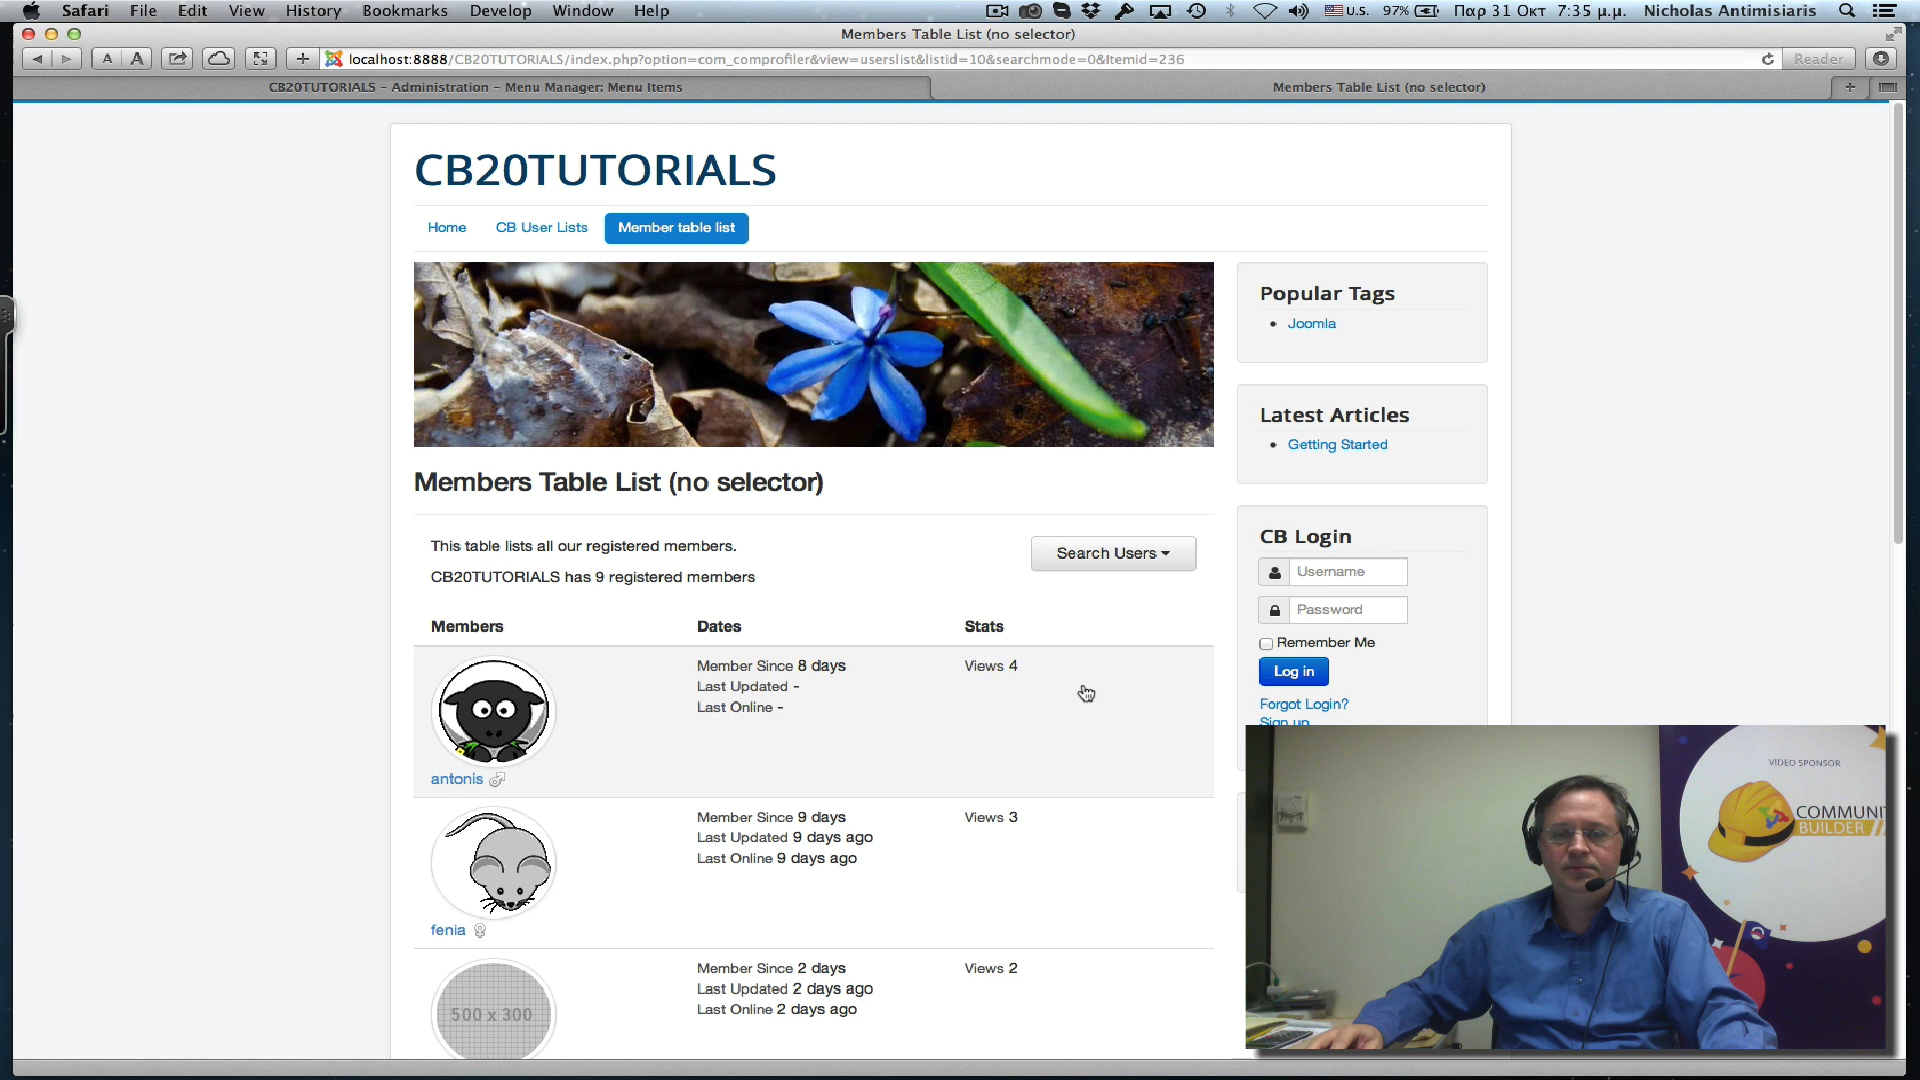 Safari File Edit View History Bookmarks Develop Window Help U.S. 97% Παρ 31 Οκτ 7:35 μ.μ. Nicholas Antimisiaris
Members Table List (no selector)
A A localhost:8888/CB20TUTORIALS/index.php?option=com_comprofiler&view=userslist&listid=10&searchmode=0&Itemid=236 Reader
CB20TUTORIALS – Administration – Menu Manager: Menu Items Members Table List (no selector)
CB20TUTORIALS
Home CB User Lists Member table list
Popular Tags
Joomla
Latest Articles
Getting Started
Members Table List (no selector)
This table lists all our registered members.
Search Users
CB20TUTORIALS has 9 registered members
Members Dates Stats
Member Since 8 days Views 4
Last Updated -
Last Online -
antonis
Member Since 9 days Views 3
Last Updated 9 days ago
Last Online 9 days ago
fenia
Member Since 2 days Views 2
Last Updated 2 days ago
Last Online 2 days ago
500 x 300
CB Login
Username
Password
Remember Me
Log in
Forgot Login?
Sign up
VIDEO SPONSOR
COMMUNI
BUILDER